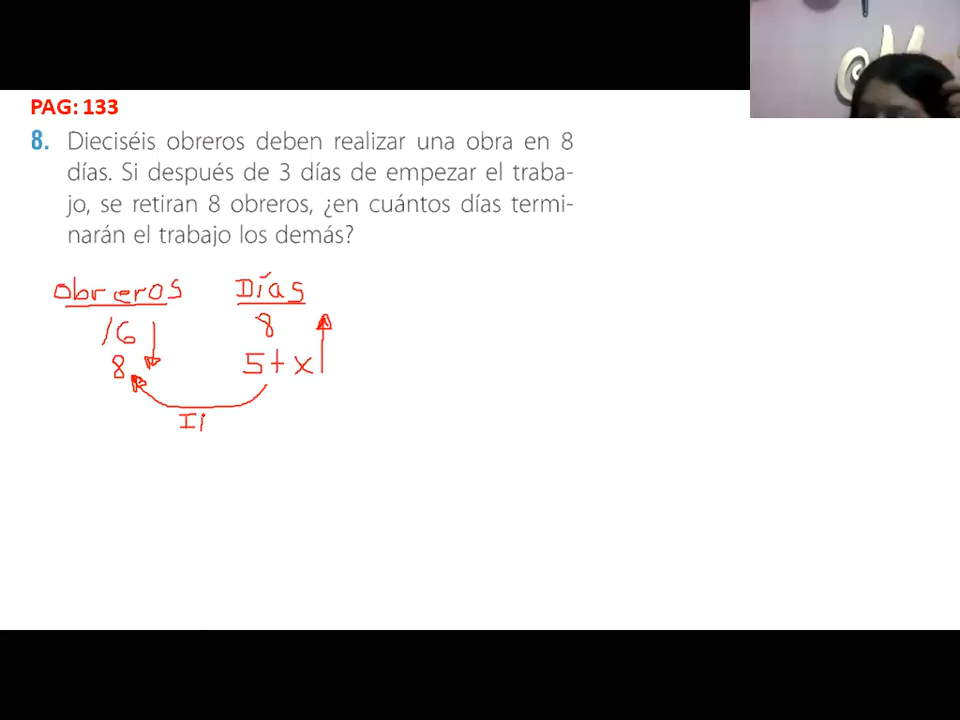 PAG: 133
8. Dieciséis obreros deben realizar una obra en 8
días. Si después de 3 días de empezar el traba-
jo, se retiran 8 obreros, ¿en cuántos días termi-
narán el trabajo los demás?
Obreros Días
16 8
8 5+x
Ii